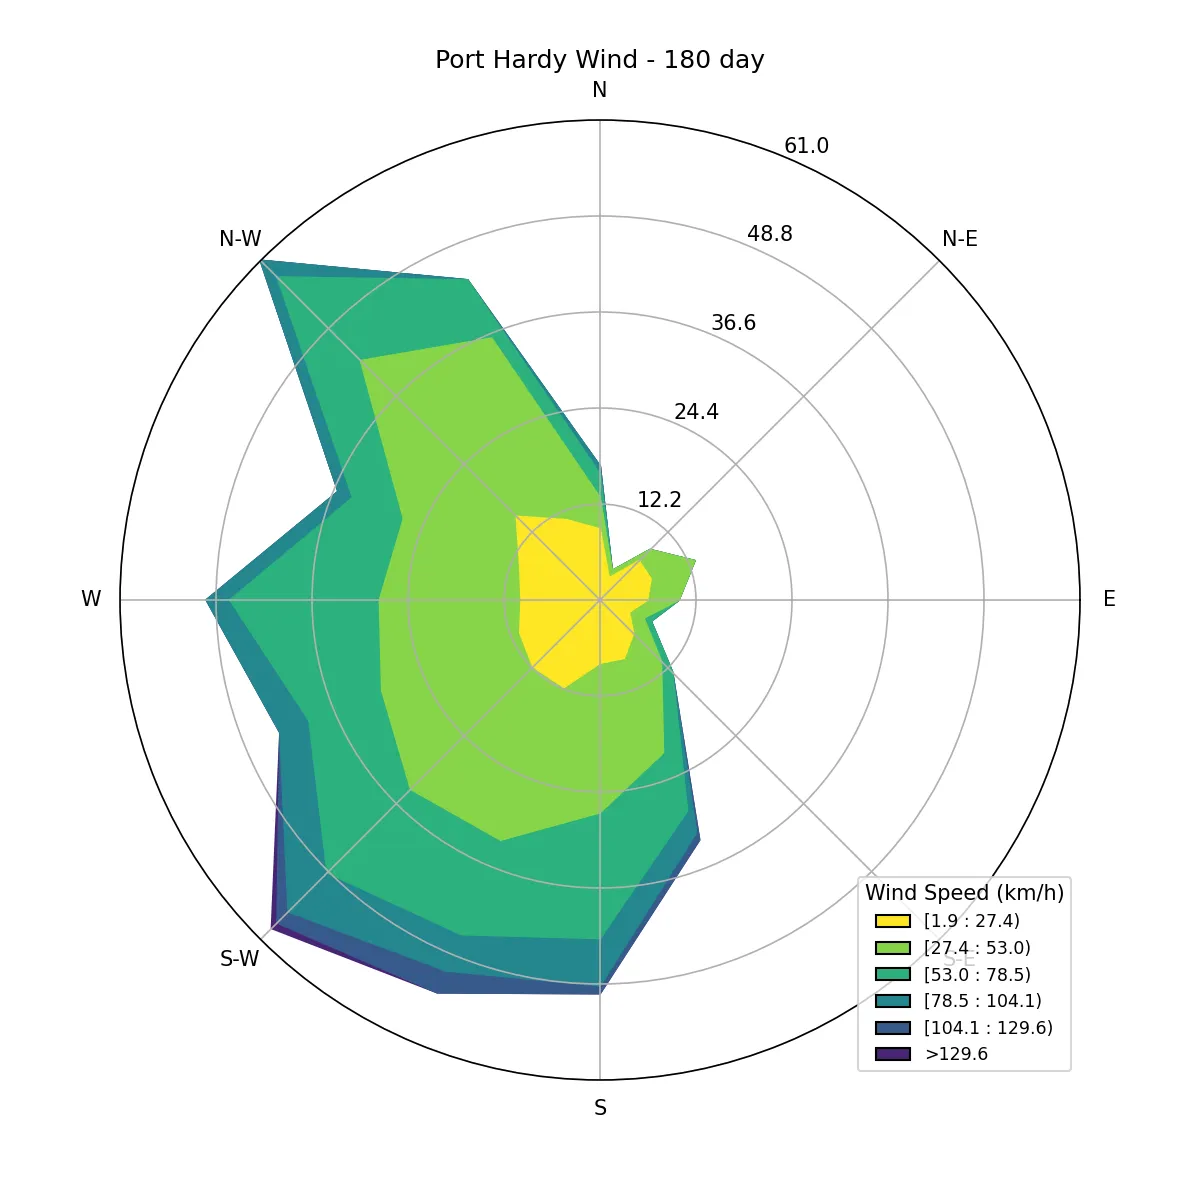 Port Hardy Wind - 180 day
N
61.0
48.8
N-W
N-E
36.6
24.4
12.2
W
E
Wind Speed (km/h)
[1.9 : 27.4)
[27.4 : 53.0)
S-W
S-E
[53.0 : 78.5)
[78.5 : 104.1)
[104.1 : 129.6)
>129.6
S